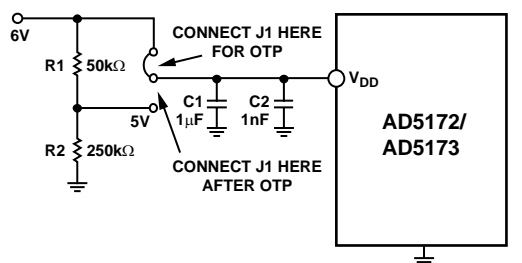 6V
CONNECT J1 HERE
FOR OTP
R1 50kΩ
V_DD
C1
1μF
C2
1nF
5V
AD5172/
AD5173
R2 250kΩ
CONNECT J1 HERE
AFTER OTP